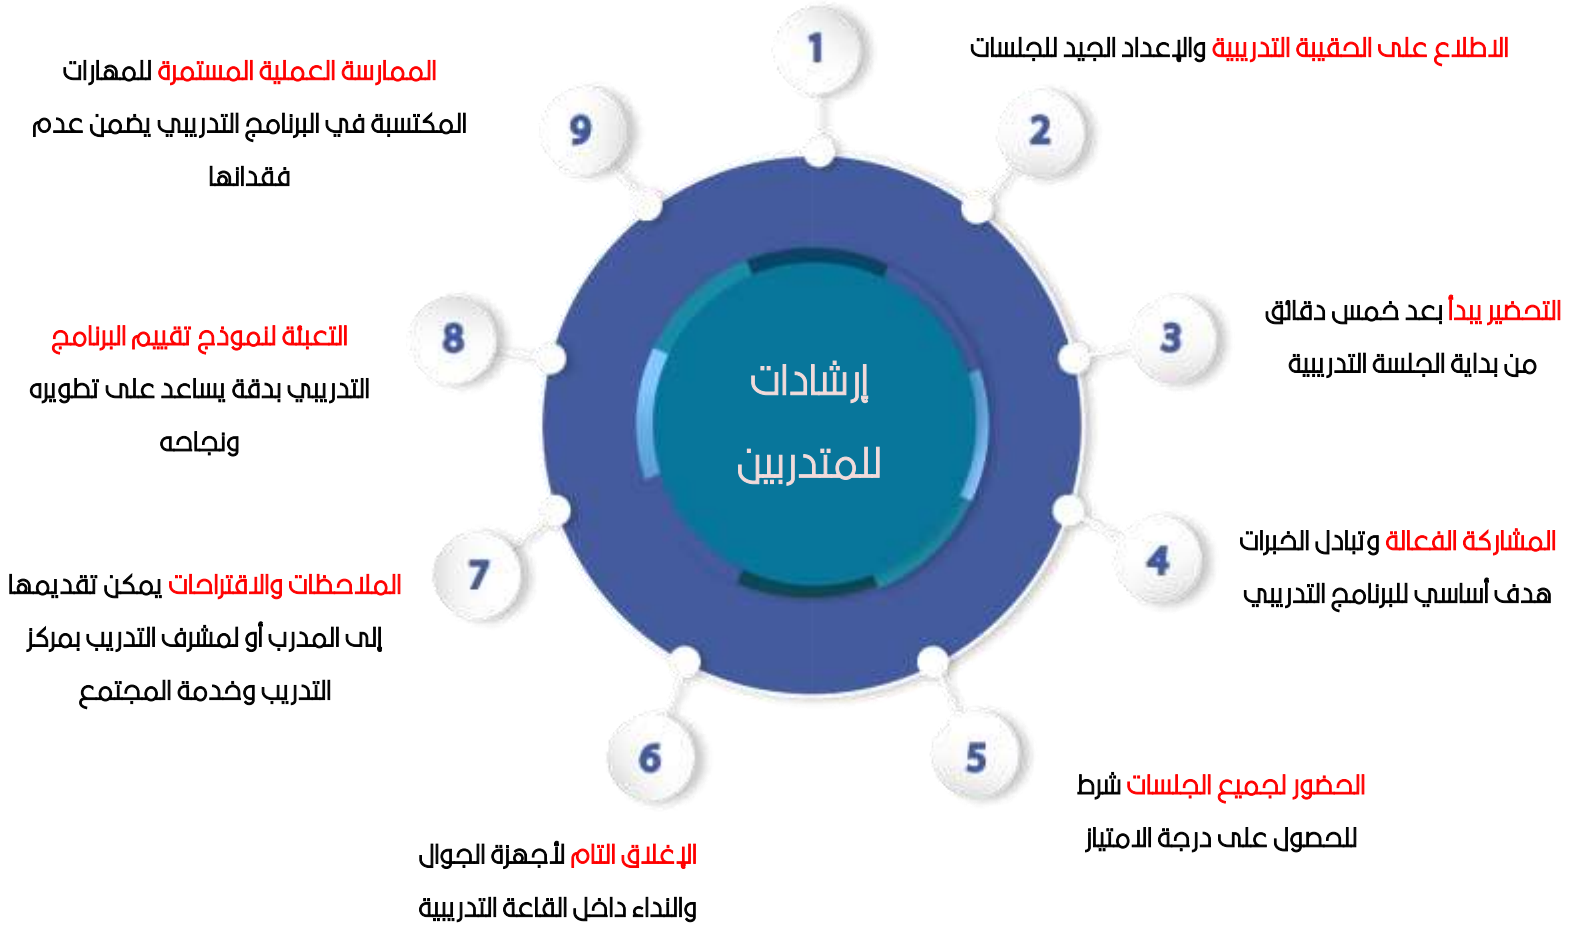 إرشادات
للمتدربين
1
الاطلاع على الحقيبة التدريبية والإعداد الجيد للجلسات
2
3
التحضير يبدأ بعد خمس دقائق
من بداية الجلسة التدريبية
4
المشاركة الفعالة وتبادل الخبرات
هدف أساسي للبرنامج التدريبي
5
الحضور لجميع الجلسات شرط
للحصول على درجة الامتياز
6
الإغلاق التام لأجهزة الجوال
والنداء داخل القاعة التدريبية
7
الملاحظات والاقتراحات يمكن تقديمها
إلى المدرب أو لمشرف التدريب بمركز
التدريب وخدمة المجتمع
8
التعبئة لنموذج تقييم البرنامج
التدريبي بدقة يساعد على تطويره
ونجاحه
9
الممارسة العملية المستمرة للمهارات
المكتسبة في البرنامج التدريبي يضمن عدم
فقدانها